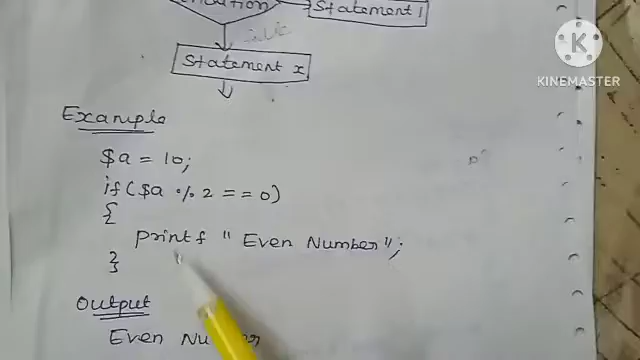 Statement 1
Statement x
KINEMASTER
Example
$a = 10;
if($a % 2 == 0)
{
printf " Even Number";
}
Output
Even